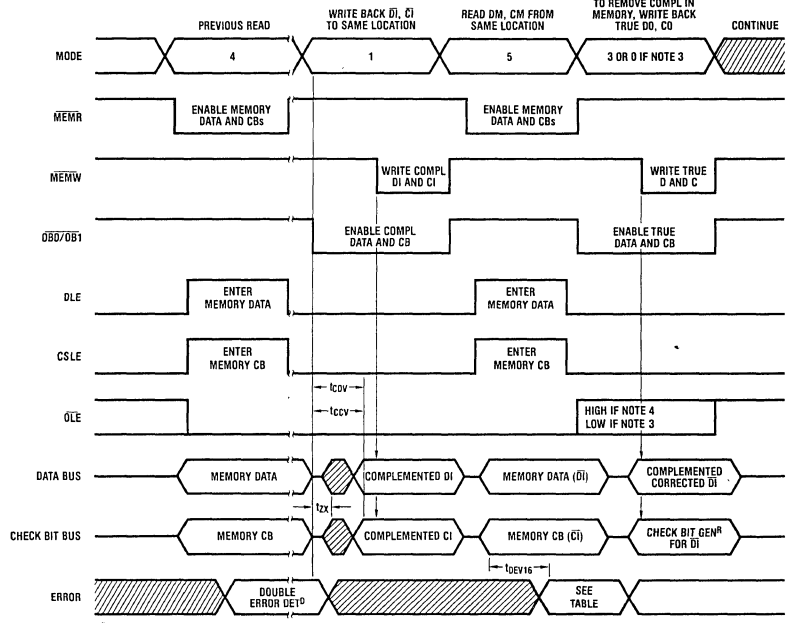 PREVIOUS READ
WRITE BACK D̅I̅, C̅I̅
TO SAME LOCATION
READ DM, CM FROM
SAME LOCATION
TO REMOVE COMPL IN
MEMORY, WRITE BACK
TRUE DO, CO
CONTINUE
MODE
4
1
5
3 OR 0 IF NOTE 3
M̅E̅M̅R̅
ENABLE MEMORY
DATA AND CBs
ENABLE MEMORY
DATA AND CBs
M̅E̅M̅W̅
WRITE COMPL
DI AND CI
WRITE TRUE
D AND C
O̅B̅D̅/O̅B̅1̅
ENABLE COMPL
DATA AND CB
ENABLE TRUE
DATA AND CB
DLE
ENTER
MEMORY DATA
ENTER
MEMORY DATA
CSLE
ENTER
MEMORY CB
ENTER
MEMORY CB
tCDV
tCCV
O̅L̅E̅
HIGH IF NOTE 4
LOW IF NOTE 3
DATA BUS
MEMORY DATA
COMPLEMENTED DI
MEMORY DATA (D̅I̅)
COMPLEMENTED
CORRECTED D̅I̅
tZX
CHECK BIT BUS
MEMORY CB
COMPLEMENTED CI
MEMORY CB (C̅I̅)
CHECK BIT GENR
FOR D̅I̅
tDEV16
ERROR
DOUBLE
ERROR DETD
SEE
TABLE